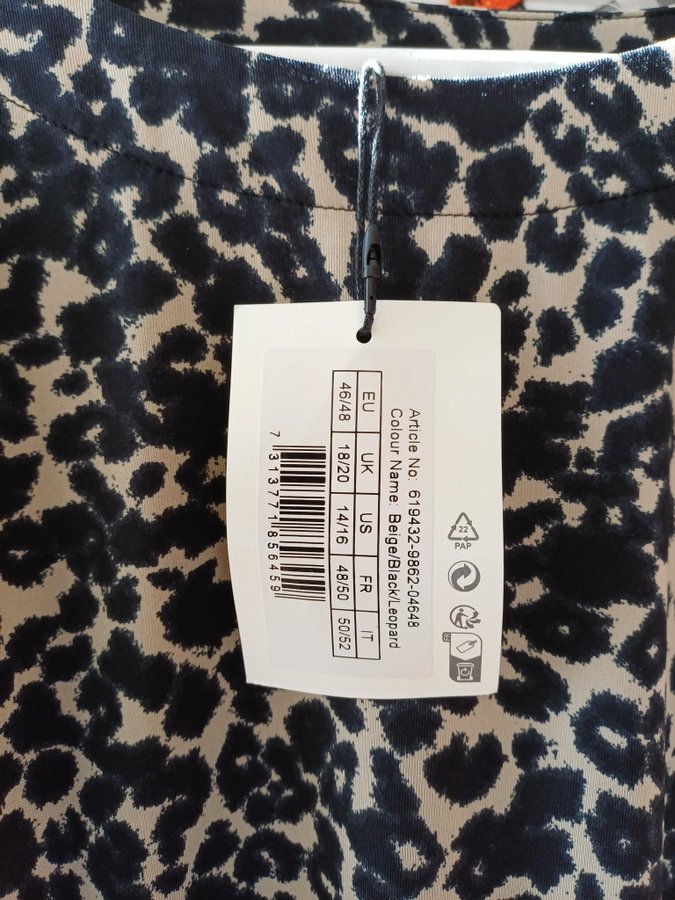 Article No: 619432-9862-04648
Colour Name: Beige/Black/Leopard
EU UK US FR IT
46/48 18/20 14/16 48/50 50/52
7 313771 856459
22
PAP